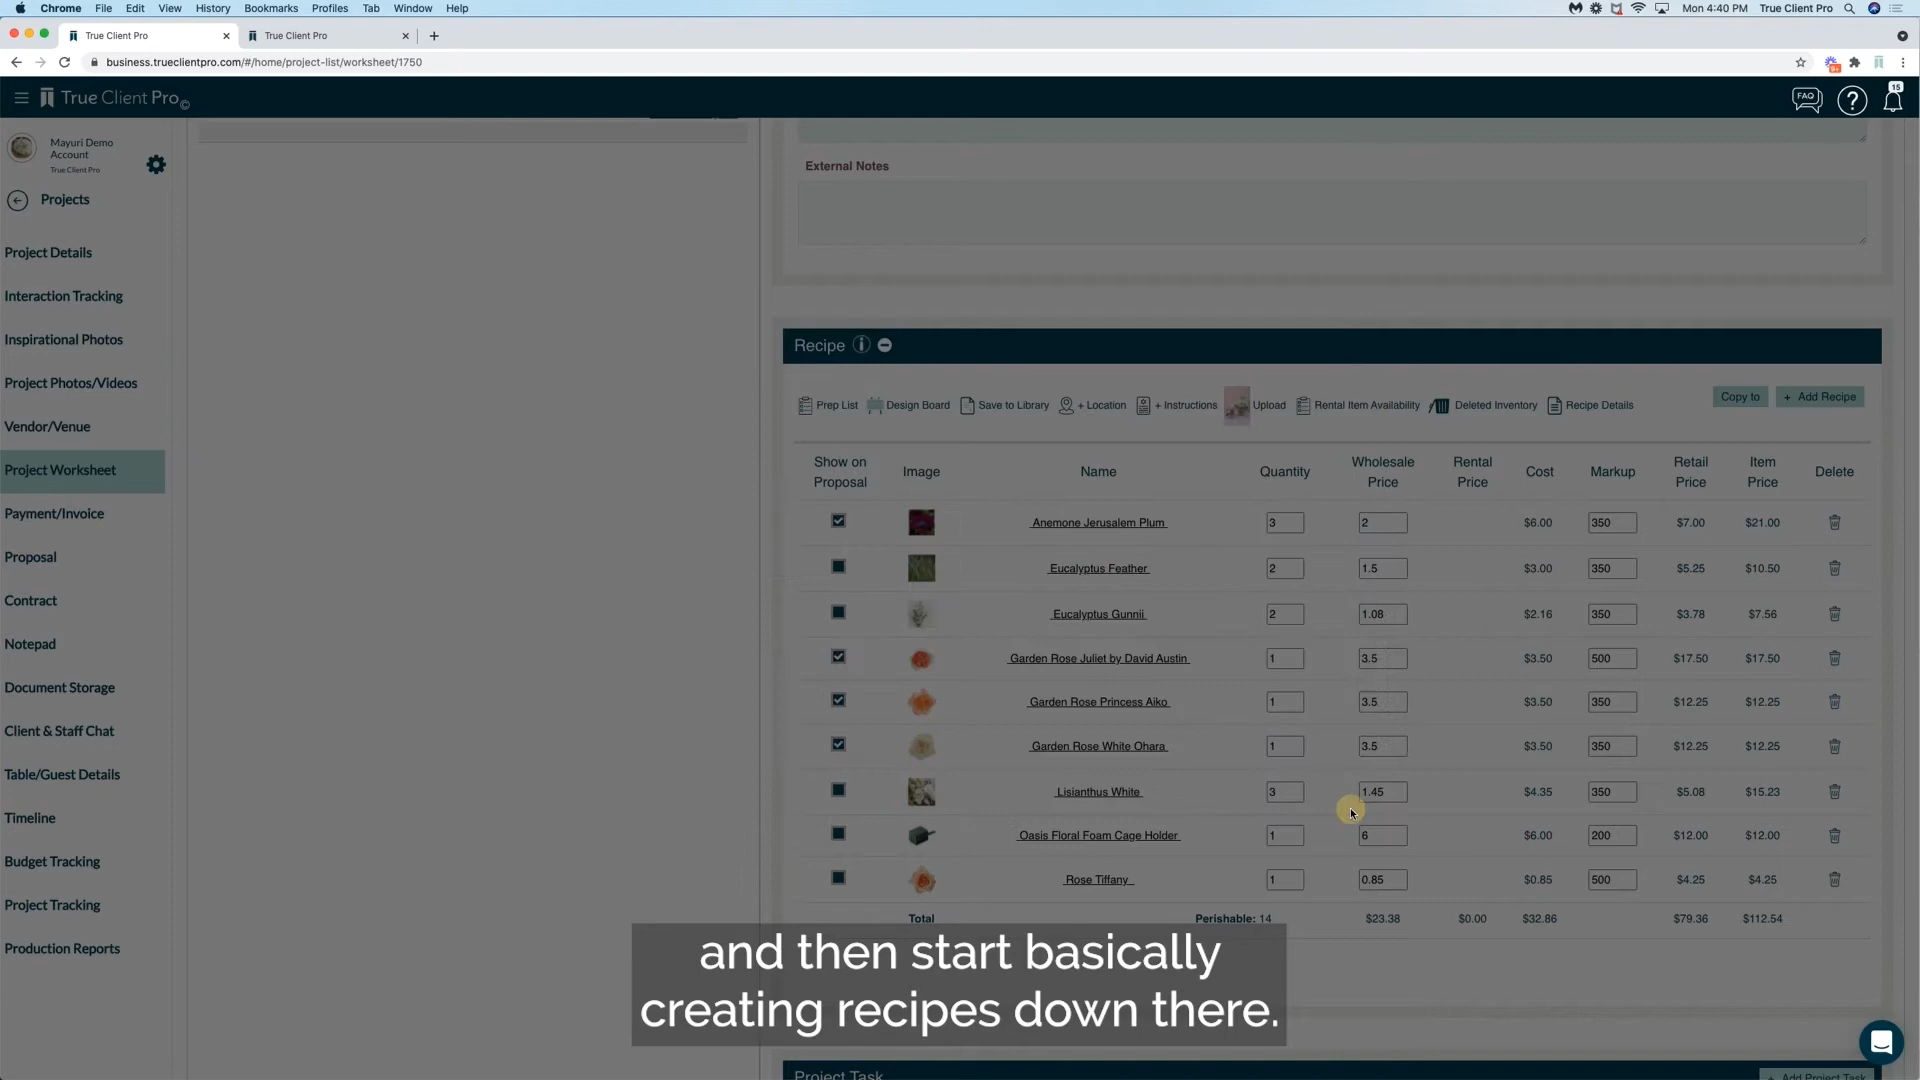 Chrome File Edit View History Bookmarks Profiles Tab Window Help
Mon 4:40 PM True Client Pro
True Client Pro
True Client Pro
business.trueclientpro.com/#/home/project-list/worksheet/1750
True Client Pro©
FAQ
?
15
Mayuri Demo
Account
True Client Pro
Projects
Project Details
Interaction Tracking
Inspirational Photos
Project Photos/Videos
Vendor/Venue
Project Worksheet
Payment/Invoice
Proposal
Contract
Notepad
Document Storage
Client & Staff Chat
Table/Guest Details
Timeline
Budget Tracking
Project Tracking
Production Reports
External Notes
Recipe
Prep List Design Board Save to Library + Location + Instructions Upload Rental Item Availability Deleted Inventory Recipe Details
Copy to + Add Recipe
Show on Proposal Image Name Quantity Wholesale Price Rental Price Cost Markup Retail Price Item Price Delete
Anemone Jerusalem Plum 3 2 $6.00 350 $7.00 $21.00
Eucalyptus Feather 2 1.5 $3.00 350 $5.25 $10.50
Eucalyptus Gunnii 2 1.08 $2.16 350 $3.78 $7.56
Garden Rose Juliet by David Austin 1 3.5 $3.50 500 $17.50 $17.50
Garden Rose Princess Aiko 1 3.5 $3.50 350 $12.25 $12.25
Garden Rose White Ohara 1 3.5 $3.50 350 $12.25 $12.25
Lisianthus White 3 1.45 $4.35 350 $5.08 $15.23
Oasis Floral Foam Cage Holder 1 6 $6.00 200 $12.00 $12.00
Rose Tiffany 1 0.85 $0.85 500 $4.25 $4.25
Total Perishable: 14 $23.38 $0.00 $32.86 $79.36 $112.54
and then start basically
creating recipes down there.
Project Task
+ Add Project Task